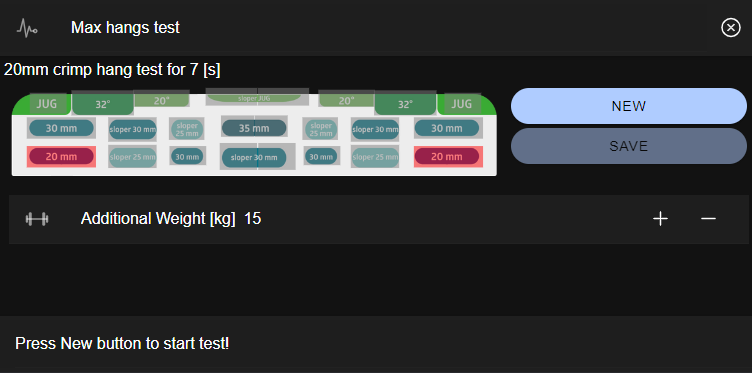 Max hangs test
20mm crimp hang test for 7 [s]
JUG 32° 20° sloper JUG 20° 32° JUG
30 mm sloper 30 mm sloper 25 mm 35 mm sloper 25 mm sloper 30 mm 30 mm
20 mm sloper 25 mm 30 mm sloper 30 mm 30 mm sloper 25 mm 20 mm
NEW
SAVE
Additional Weight [kg] 15
Press New button to start test!